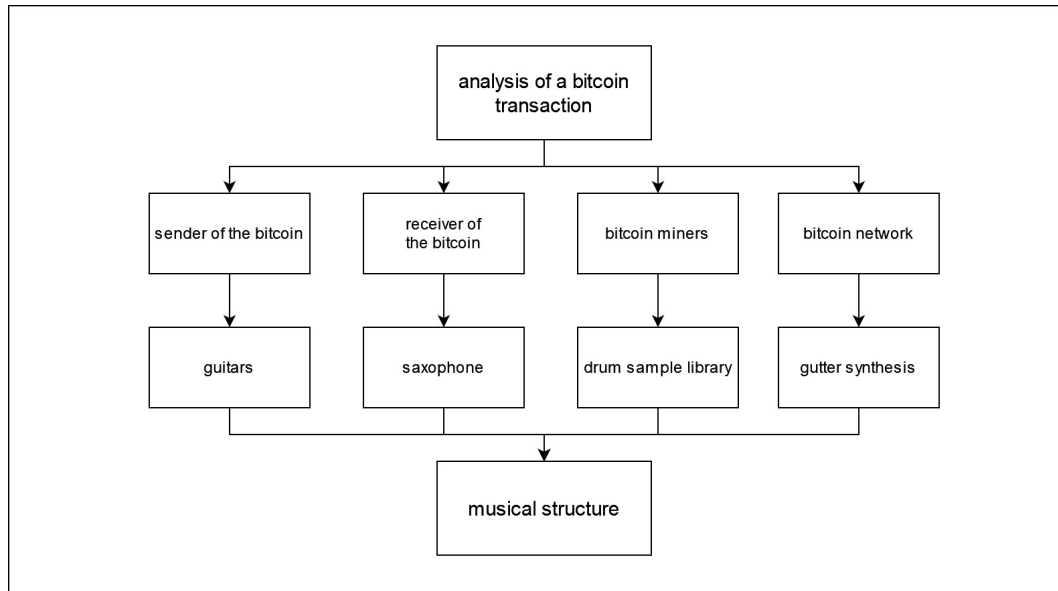 analysis of a bitcoin
transaction
sender of the bitcoin
receiver of
the bitcoin
bitcoin miners
bitcoin network
guitars
saxophone
drum sample library
gutter synthesis
musical structure